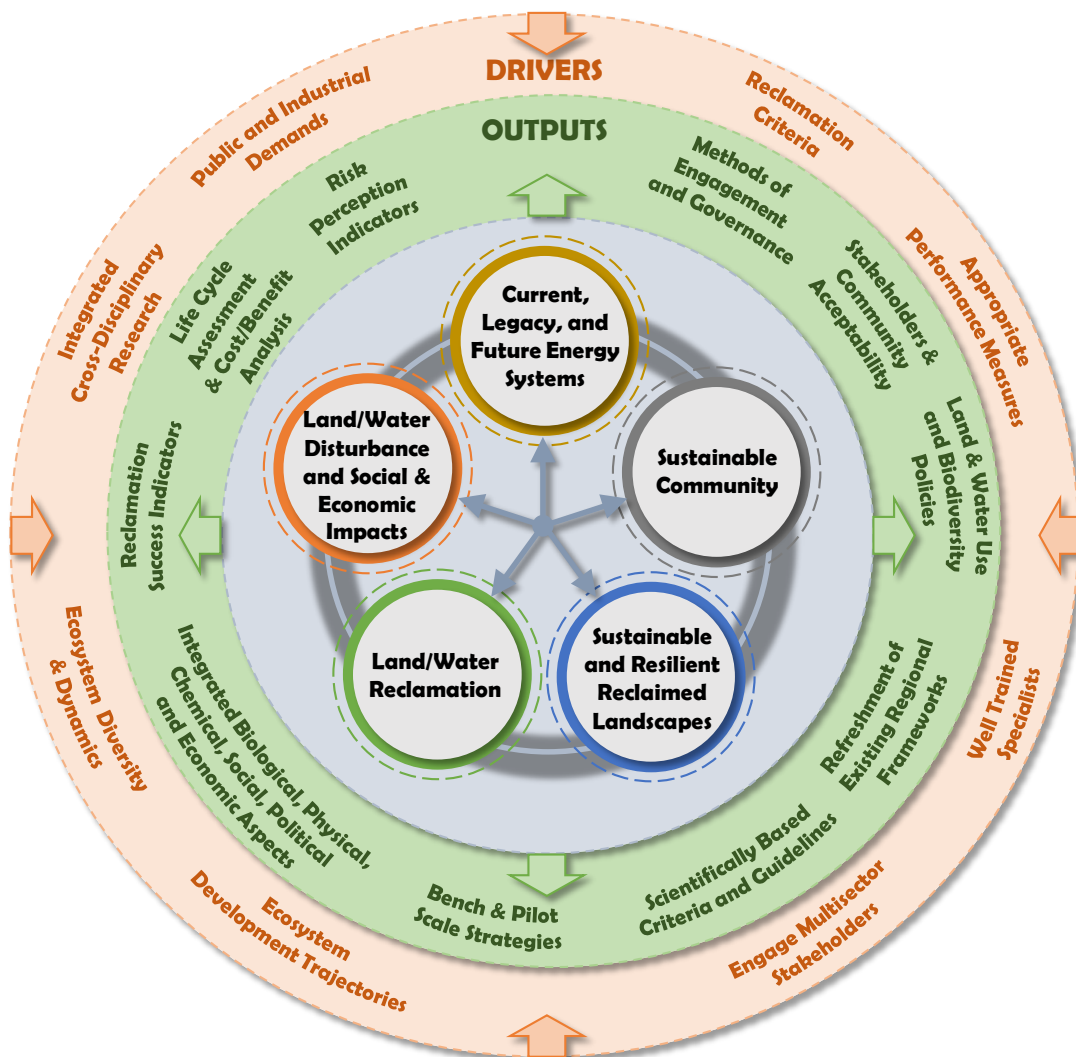 DRIVERS
Public and Industrial
Demands
Reclamation
Criteria
Appropriate
Performance Measures
Well Trained
Specialists
Engage Multisector
Stakeholders
Ecosystem
Development Trajectories
Ecosystem Diversity
& Dynamics
Integrated
Cross-Disciplinary
Research
OUTPUTS
Risk
Perception
Indicators
Methods of
Engagement
and Governance
Stakeholders &
Community
Acceptability
Land & Water Use
and Biodiversity
Policies
Refreshment of
Existing Regional
Frameworks
Scientifically Based
Criteria and Guidelines
Bench & Pilot
Scale Strategies
Integrated Biological, Physical,
Chemical, Social, Political
and Economic Aspects
Reclamation
Success Indicators
Life Cycle
Assessment
& Cost/Benefit
Analysis
Current,
Legacy, and
Future Energy
Systems
Sustainable
Community
Sustainable
and Resilient
Reclaimed
Landscapes
Land/Water
Reclamation
Land/Water
Disturbance
and Social &
Economic
Impacts